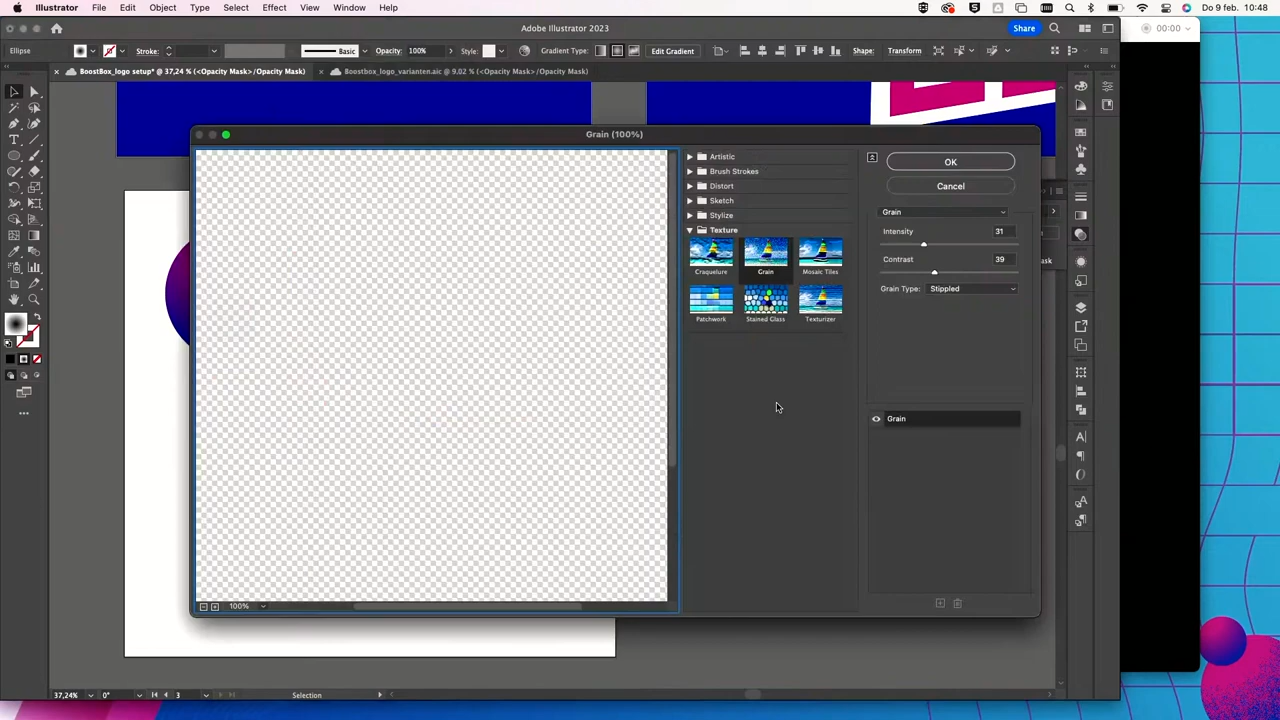 Illustrator File Edit Object Type Select Effect View Window Help
Do 9 feb. 10:48
Adobe Illustrator 2023
Share
00:00
Ellipse
Stroke:
Basic
Opacity: 100%
Style:
Gradient Type:
Edit Gradient
Shape:
Transform
BoostBox_logo setup* @ 37,24 % (<Opacity Mask>/Opacity Mask)
BoostBox_logo_varianten.aic @ 9,02 % (<Opacity Mask>/Opacity Mask)
Grain (100%)
Artistic
Brush Strokes
Distort
Sketch
Stylize
Texture
Craquelure
Grain
Mosaic Tiles
Patchwork
Stained Glass
Texturizer
OK
Cancel
Grain
Intensity 31
Contrast 39
Grain Type: Stippled
Grain
100%
37,24%
0°
3
Selection